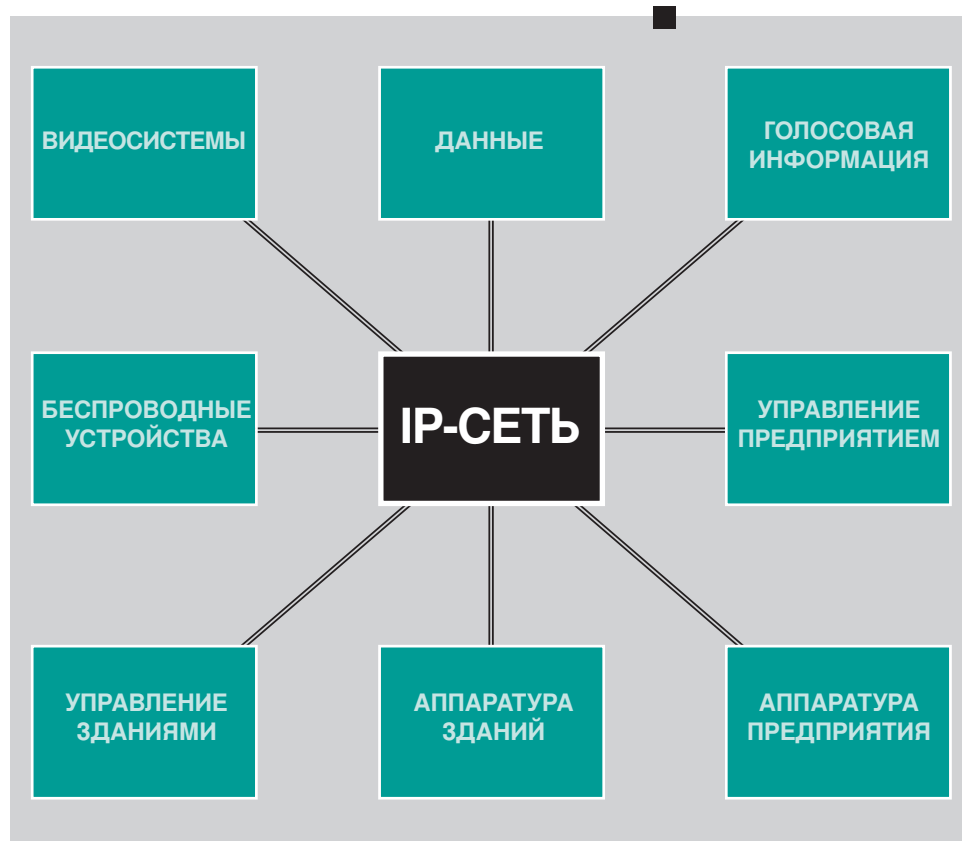 ВИДЕОСИСТЕМЫ
ДАННЫЕ
ГОЛОСОВАЯ
ИНФОРМАЦИЯ
БЕСПРОВОДНЫЕ
УСТРОЙСТВА
IP-СЕТЬ
УПРАВЛЕНИЕ
ПРЕДПРИЯТИЕМ
УПРАВЛЕНИЕ
ЗДАНИЯМИ
АППАРАТУРА
ЗДАНИЙ
АППАРАТУРА
ПРЕДПРИЯТИЯ